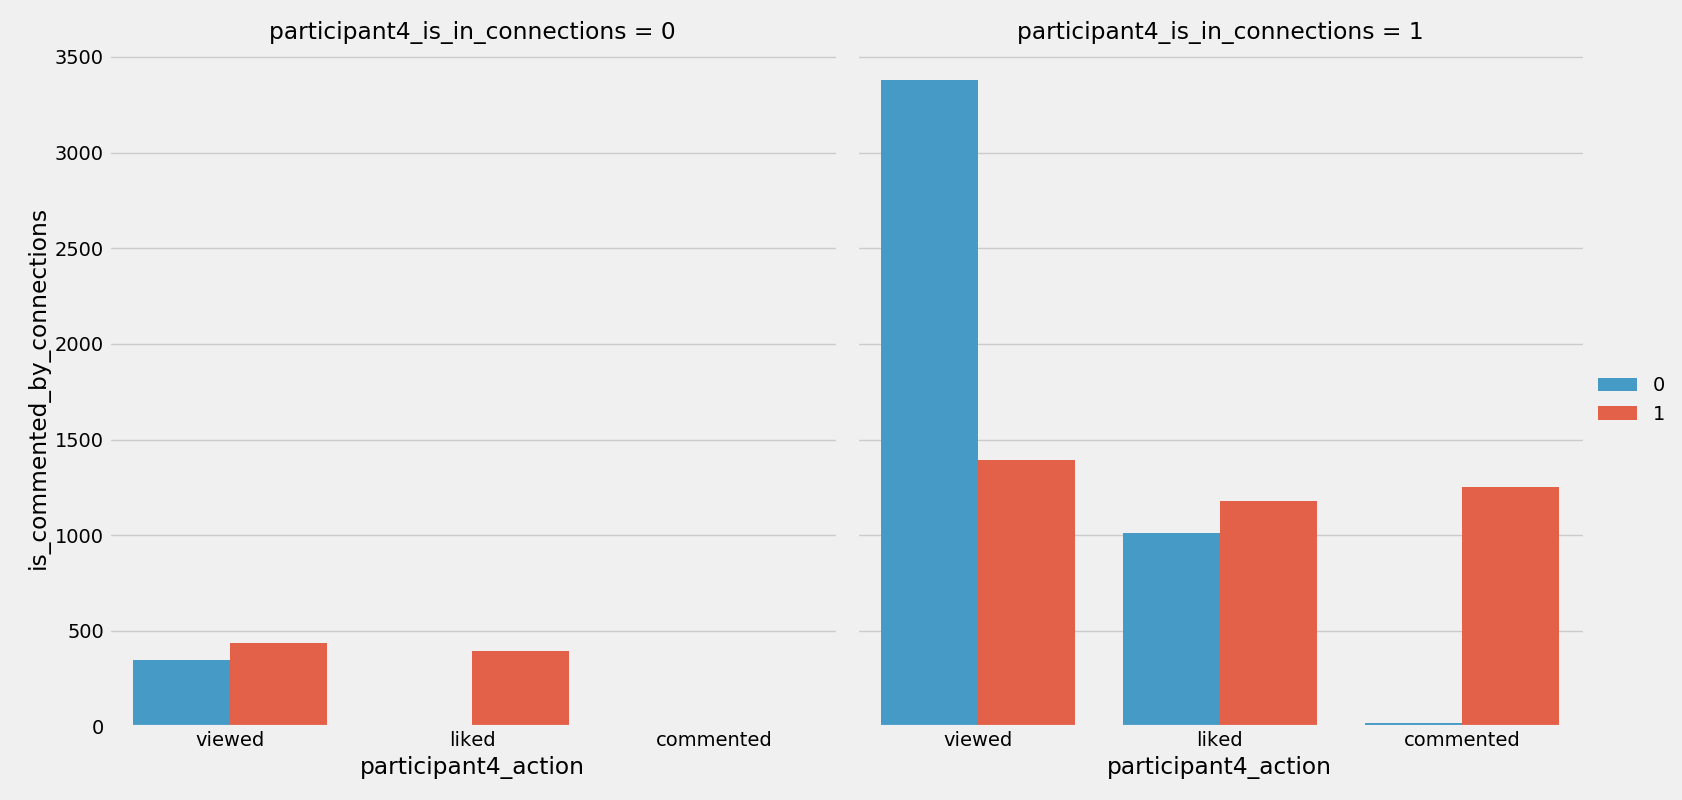 participant4_is_in_connections = 0
participant4_is_in_connections = 1
is_commented_by_connections
3500
3000
2500
2000
1500
1000
500
0
viewed
liked
commented
participant4_action
viewed
liked
commented
participant4_action
0
1